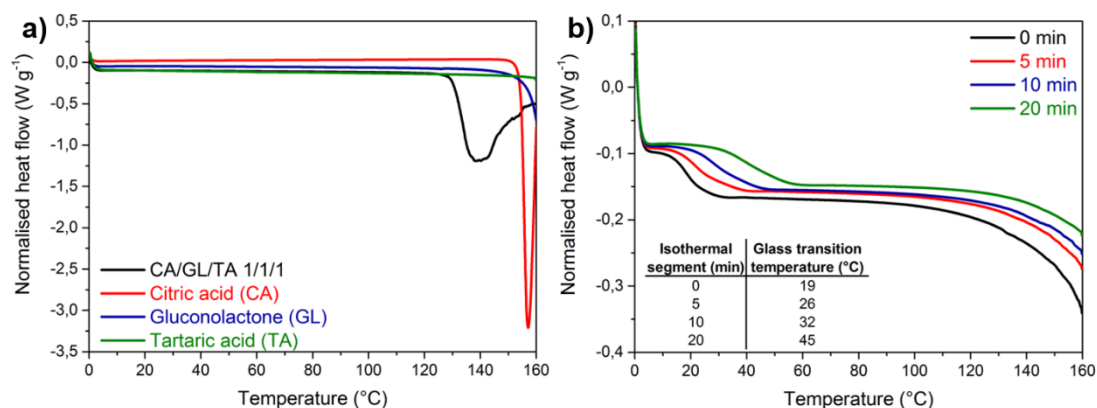 a)
0,5
0,0
-0,5
-1,0
-1,5
-2,0
-2,5
-3,0
-3,5
Normalised heat flow (W g-1)
CA/GL/TA 1/1/1
Citric acid (CA)
Gluconolactone (GL)
Tartaric acid (TA)
0 20 40 60 80 100 120 140 160
Temperature (°C)
b)
0,1
0,0
-0,1
-0,2
-0,3
-0,4
Normalised heat flow (W g-1)
0 min
5 min
10 min
20 min
Isothermal Glass transition
segment (min) temperature (°C)
0 19
5 26
10 32
20 45
0 20 40 60 80 100 120 140 160
Temperature (°C)